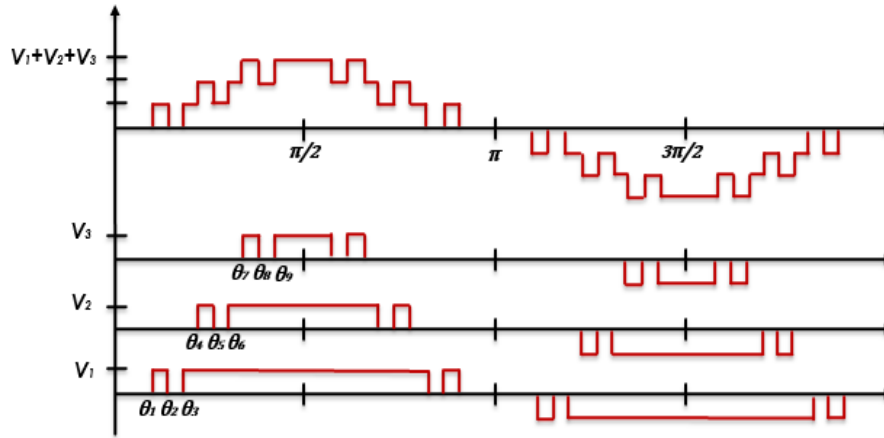 V₁+V₂+V₃
π/2
π
3π/2
V₃
θ₇ θ₈ θ₉
V₂
θ₄ θ₅ θ₆
V₁
θ₁ θ₂ θ₃